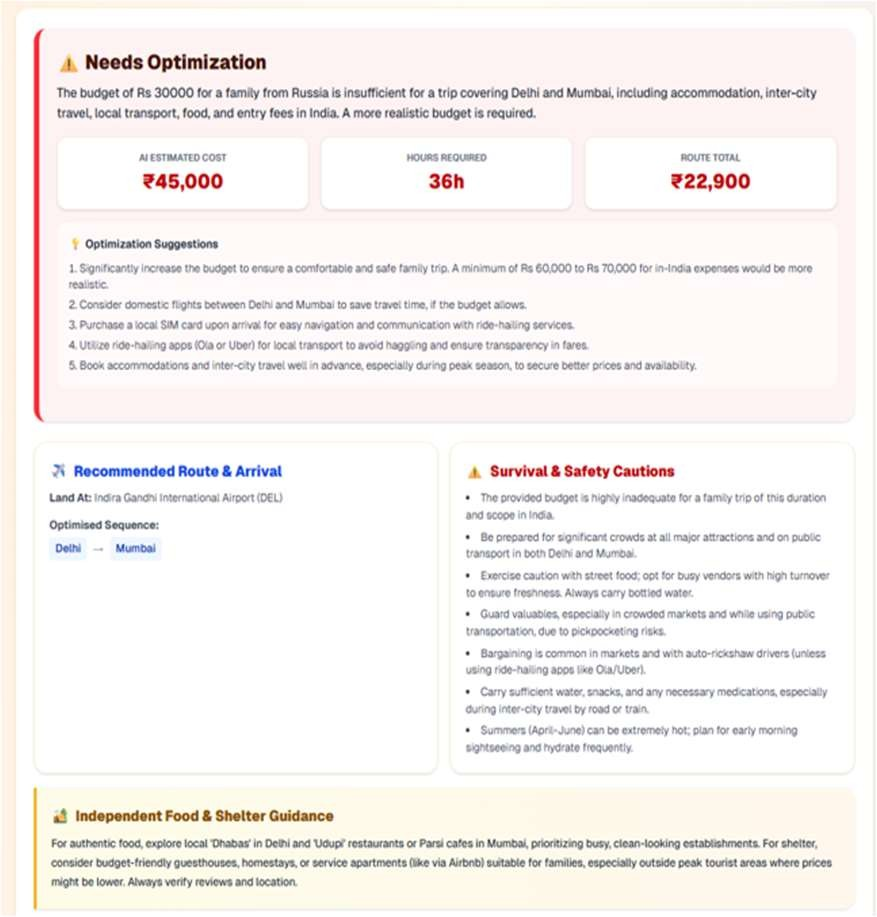 Needs Optimization
The budget of Rs 30000 for a family from Russia is insufficient for a trip covering Delhi and Mumbai, including accommodation, inter-city
travel, local transport, food, and entry fees in India. A more realistic budget is required.
AI ESTIMATED COST
₹45,000
HOURS REQUIRED
36h
ROUTE TOTAL
₹22,900
Optimization Suggestions
1. Significantly increase the budget to ensure a comfortable and safe family trip. A minimum of Rs 60,000 to Rs 70,000 for in-India expenses would be more
realistic.
2. Consider domestic flights between Delhi and Mumbai to save travel time, if the budget allows.
3. Purchase a local SIM card upon arrival for easy navigation and communication with ride-hailing services.
4. Utilize ride-hailing apps (Ola or Uber) for local transport to avoid haggling and ensure transparency in fares.
5. Book accommodations and inter-city travel well in advance, especially during peak season, to secure better prices and availability.
Recommended Route & Arrival
Land At: Indira Gandhi International Airport (DEL)
Optimised Sequence:
Delhi → Mumbai
Survival & Safety Cautions
• The provided budget is highly inadequate for a family trip of this duration
and scope in India.
• Be prepared for significant crowds at all major attractions and on public
transport in both Delhi and Mumbai.
• Exercise caution with street food; opt for busy vendors with high turnover
to ensure freshness. Always carry bottled water.
• Guard valuables, especially in crowded markets and while using public
transportation, due to pickpocketing risks.
• Bargaining is common in markets and with auto-rickshaw drivers (unless
using ride-hailing apps like Ola/Uber).
• Carry sufficient water, snacks, and any necessary medications, especially
during inter-city travel by road or train.
• Summers (April-June) can be extremely hot; plan for early morning
sightseeing and hydrate frequently.
Independent Food & Shelter Guidance
For authentic food, explore local 'Dhabas' in Delhi and 'Udupi' restaurants or Parsi cafes in Mumbai, prioritizing busy, clean-looking establishments. For shelter,
consider budget-friendly guesthouses, homestays, or service apartments (like via Airbnb) suitable for families, especially outside peak tourist areas where prices
might be lower. Always verify reviews and location.